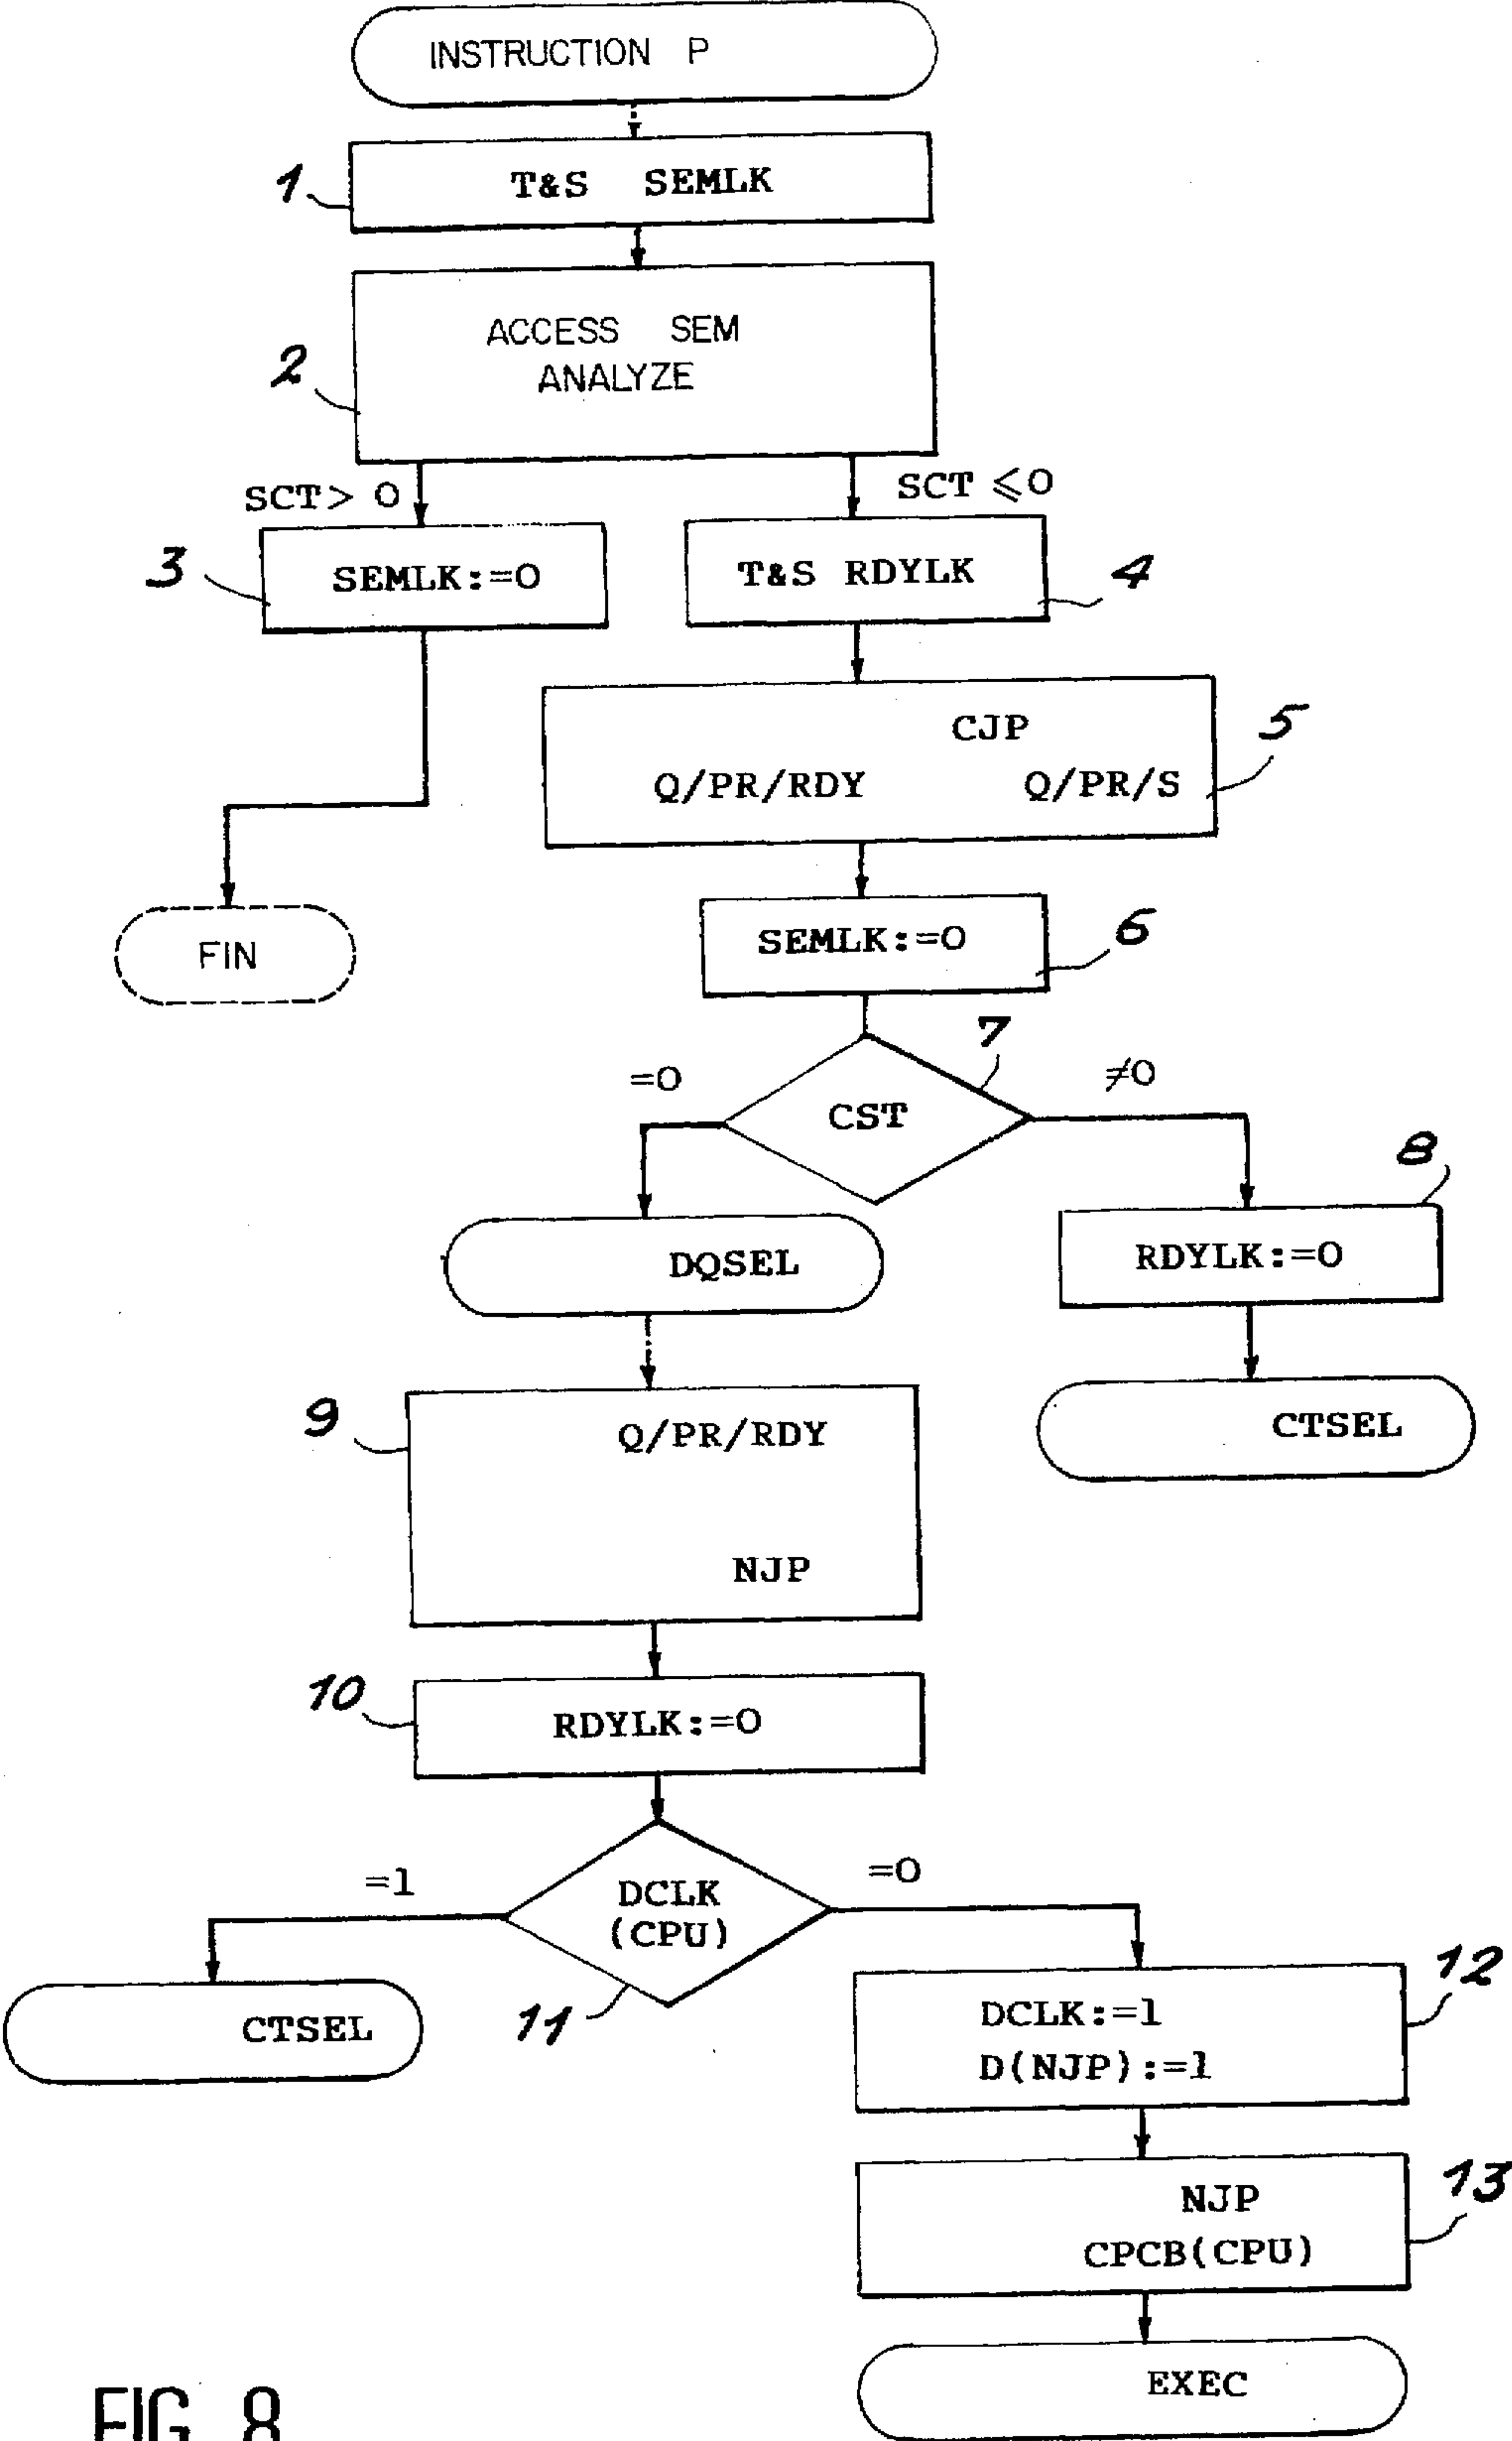 INSTRUCTION P
1
T&S SEMLK
2
ACCESS SEM
ANALYZE
SCT > 0
SCT ≤ 0
3
SEMLK:=0
T&S RDYLK
4
CJP
Q/PR/RDY Q/PR/S
5
FIN
SEMLK:=0
6
7
=0
CST
≠0
8
DQSEL
RDYLK:=0
9
Q/PR/RDY
NJP
CTSEL
10
RDYLK:=0
=1
DCLK
(CPU)
=0
11
CTSEL
12
DCLK:=1
D(NJP):=1
13
NJP
CPCB(CPU)
EXEC
FIG. 8